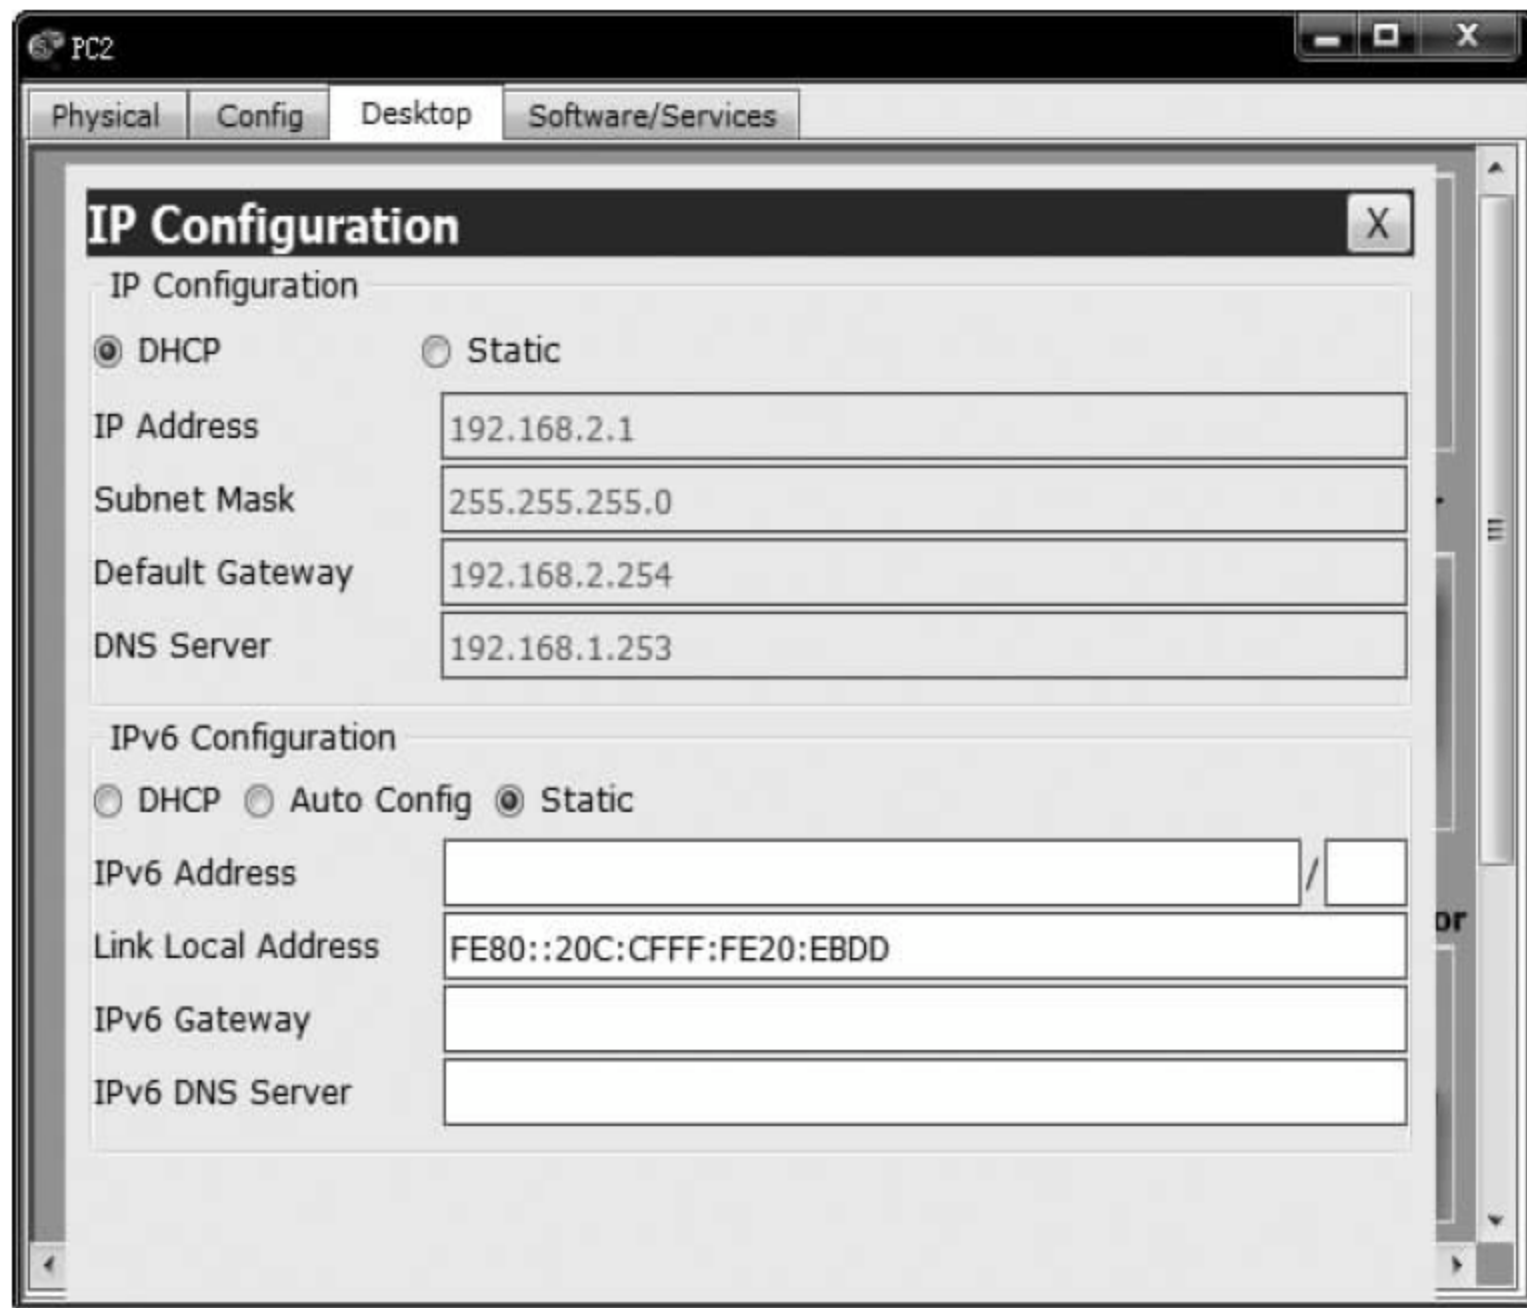 PC2
Physical Config Desktop Software/Services
IP Configuration X
IP Configuration
DHCP Static
IP Address 192.168.2.1
Subnet Mask 255.255.255.0
Default Gateway 192.168.2.254
DNS Server 192.168.1.253
IPv6 Configuration
DHCP Auto Config Static
IPv6 Address /
Link Local Address FE80::20C:CFFF:FE20:EBDD
or
IPv6 Gateway
IPv6 DNS Server